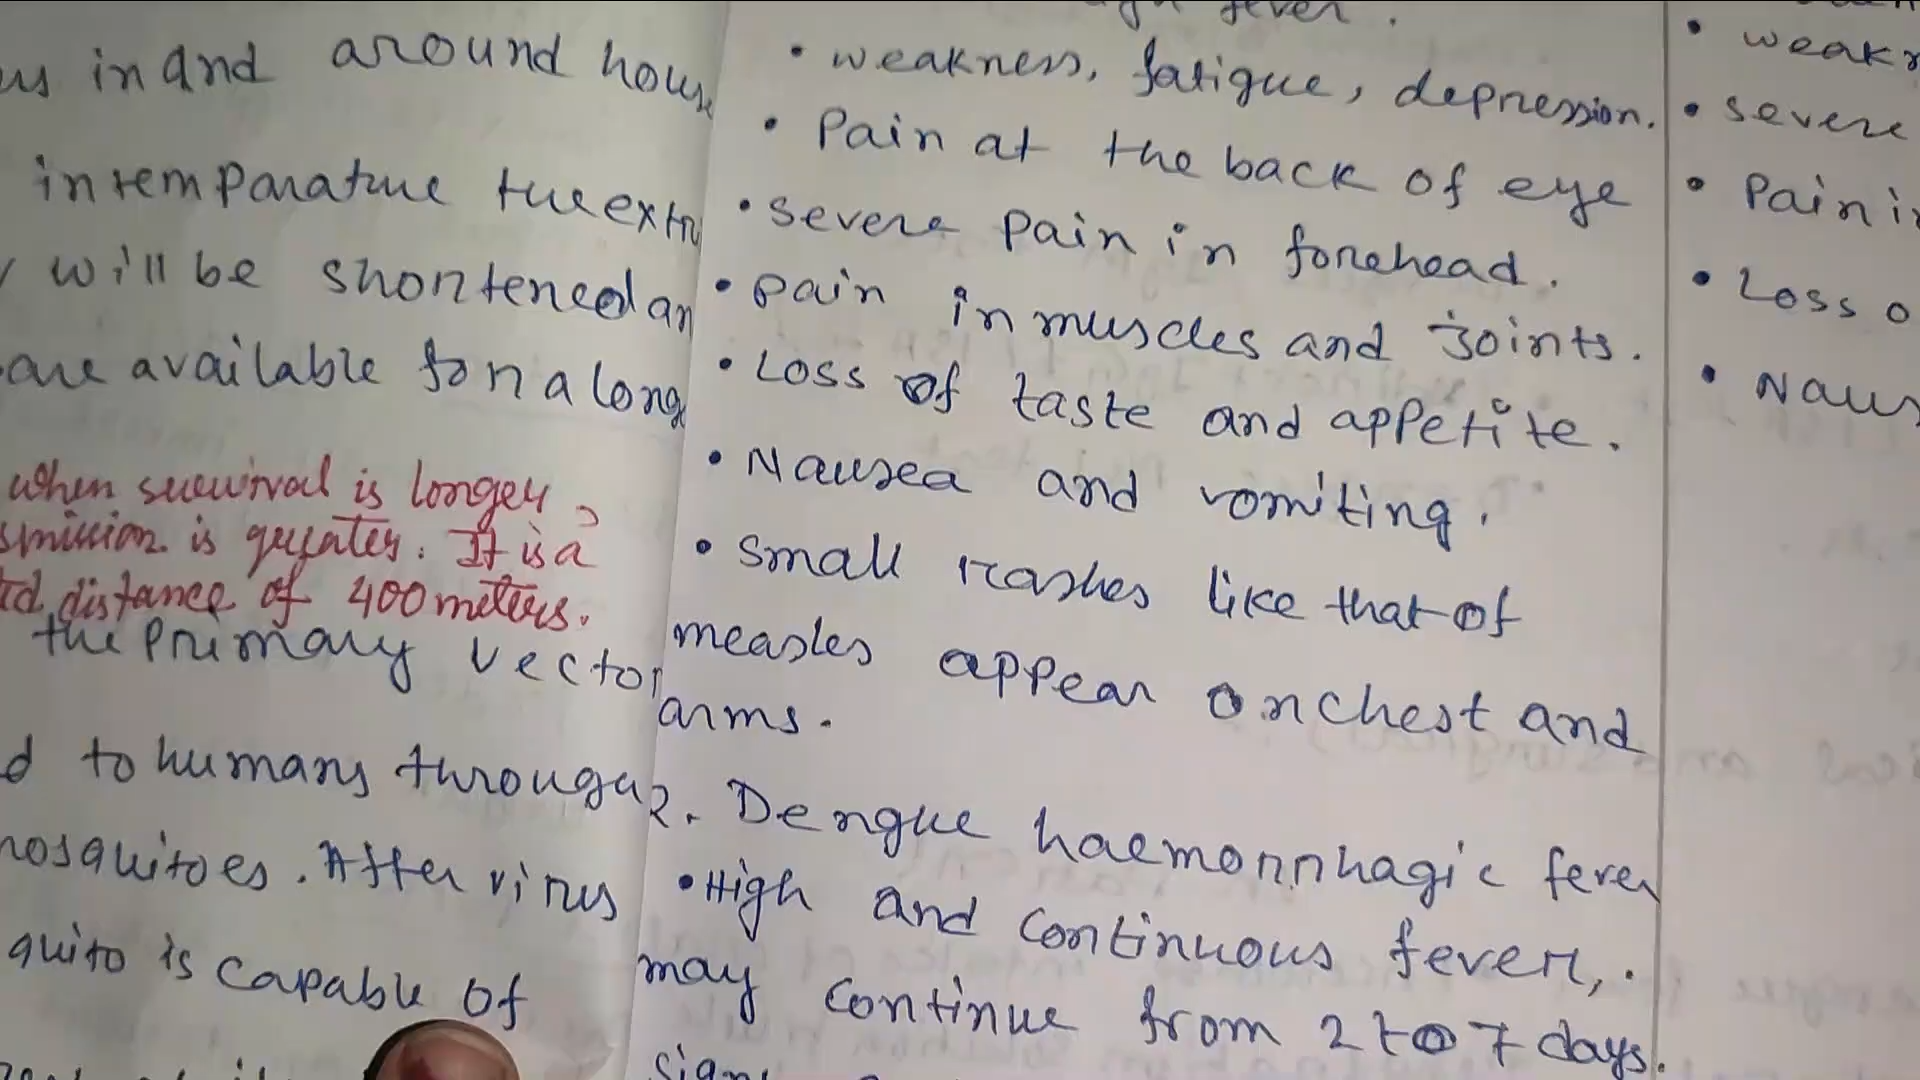 in and around hous
in temparature the extr
will be shortened an
are available for a long
when survival is longer,
smission is greater. It is a
distance of 400 meters.
the primary vector
d to humans through
mosquitoes. After virus
quito is capable of
fever.
• weakness, fatigue, depression.
• Pain at the back of eye
• severe pain in forehead.
• pain in muscles and joints.
• Loss of taste and appetite.
• Nausea and vomiting.
• small rashes like that of
measles appear on chest and
arms.
2. Dengue haemorrhagic fever
• High and continuous fever,.
may continue from 2 to 7 days.
• weakn
• severe
• Pain in
• Loss o
• Naus